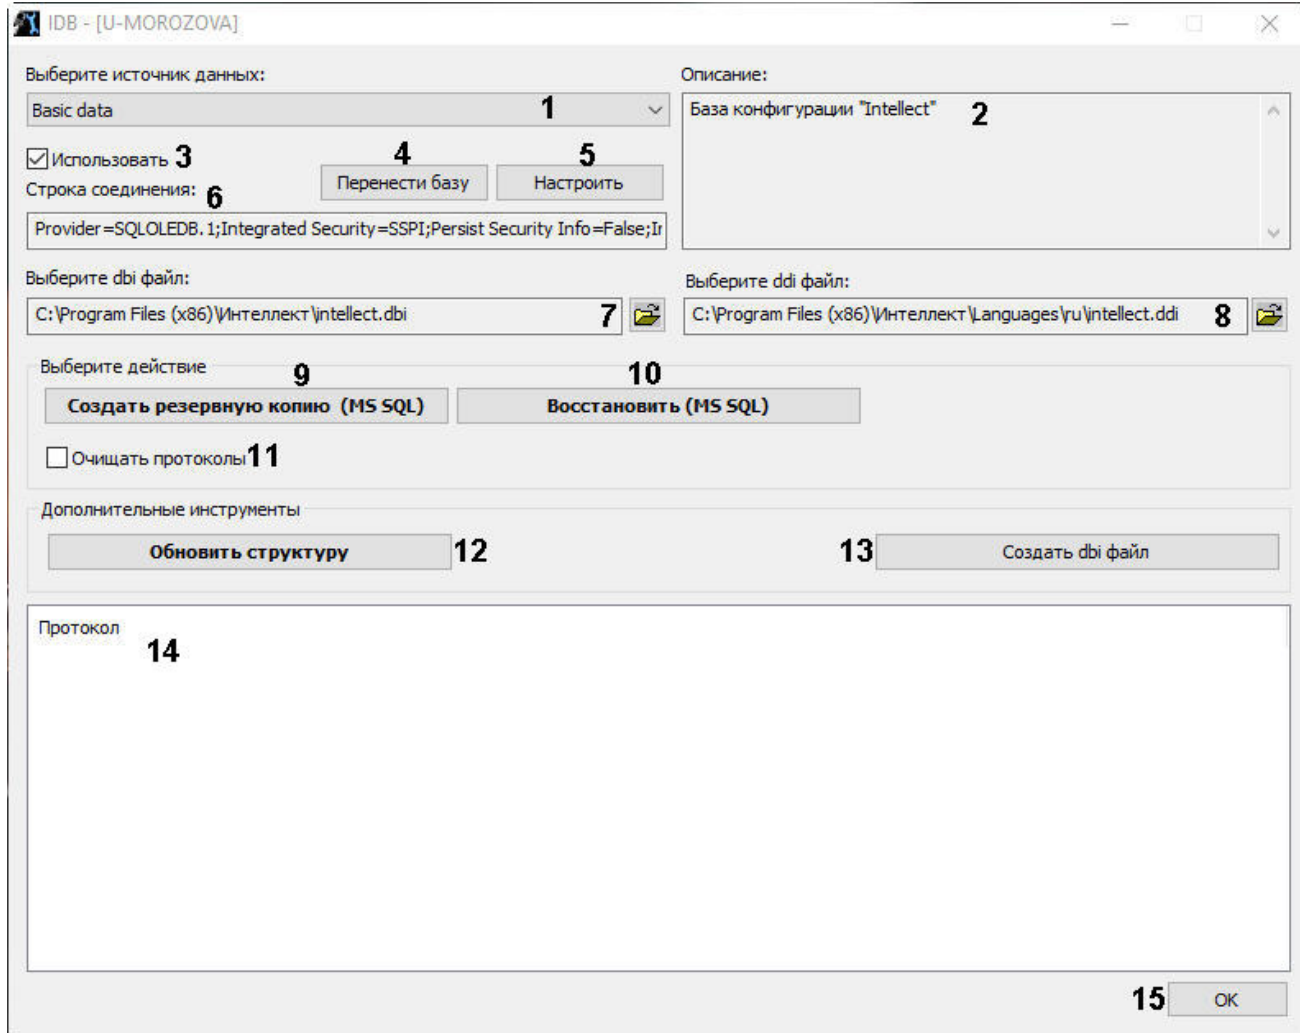 IDB - [U-MOROZOVA]
Выберите источник данных:
Описание:
Basic data 1
База конфигурации "Intellect" 2
Использовать 3
4
5
Строка соединения: 6
Перенести базу
Настроить
Provider=SQLOLEDB.1;Integrated Security=SSPI;Persist Security Info=False;Ir
Выберите dbi файл:
Выберите ddi файл:
C:\Program Files (x86)\Интеллект\intellect.dbi 7
C:\Program Files (x86)\Интеллект\Languages\ru\intellect.ddi 8
Выберите действие
9
10
Создать резервную копию (MS SQL)
Восстановить (MS SQL)
Очищать протоколы 11
Дополнительные инструменты
Обновить структуру 12
13 Создать dbi файл
Протокол
14
15 OK